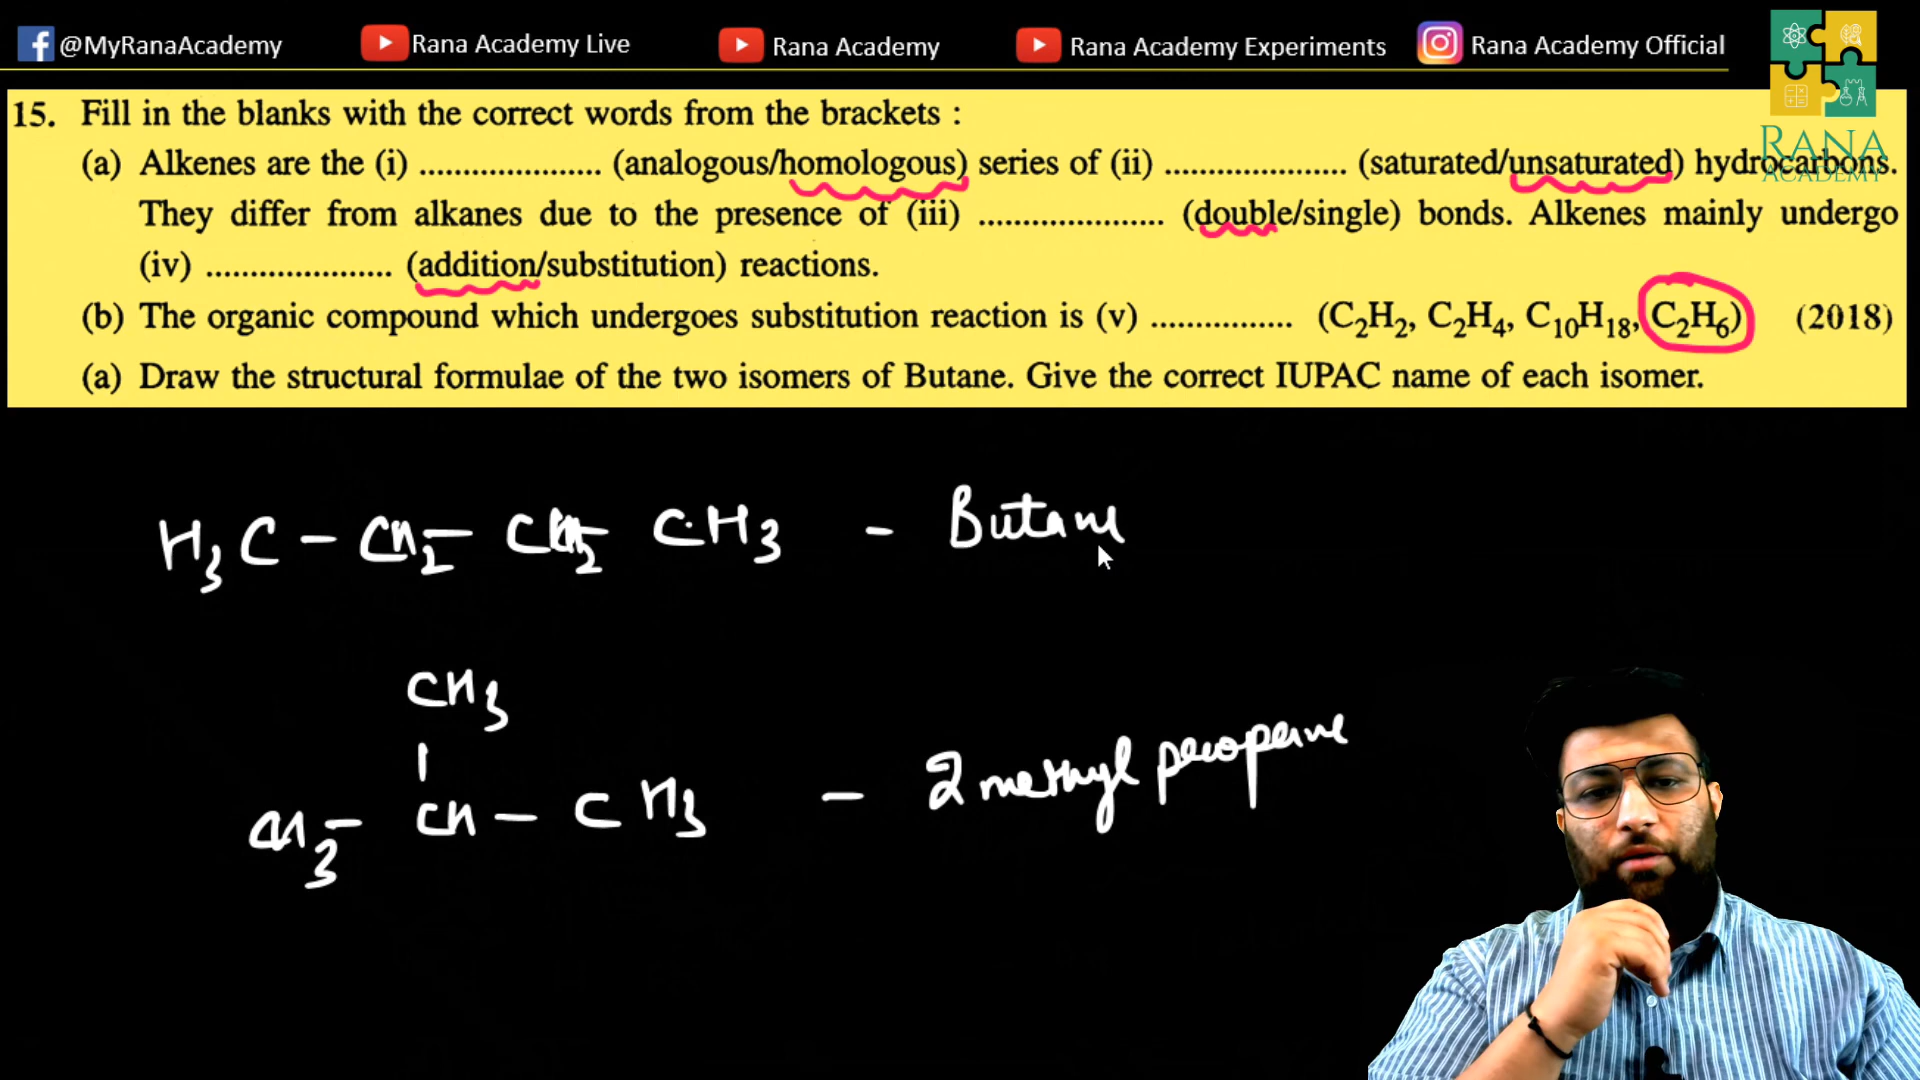 @MyRanaAcademy Rana Academy Live Rana Academy Rana Academy Experiments Rana Academy Official
RANA
ACADEMY
15. Fill in the blanks with the correct words from the brackets :
(a) Alkenes are the (i) .................... (analogous/homologous) series of (ii) .................... (saturated/unsaturated) hydrocarbons.
They differ from alkanes due to the presence of (iii) .................... (double/single) bonds. Alkenes mainly undergo
(iv) .................... (addition/substitution) reactions.
(b) The organic compound which undergoes substitution reaction is (v) ................ (C₂H₂, C₂H₄, C₁₀H₁₈, C₂H₆) (2018)
(a) Draw the structural formulae of the two isomers of Butane. Give the correct IUPAC name of each isomer.
H₃C – CH₂ – CH₂ – CH₃ – Butane
CH₃
|
CH₃ – CH – CH₃ – 2 methyl propane